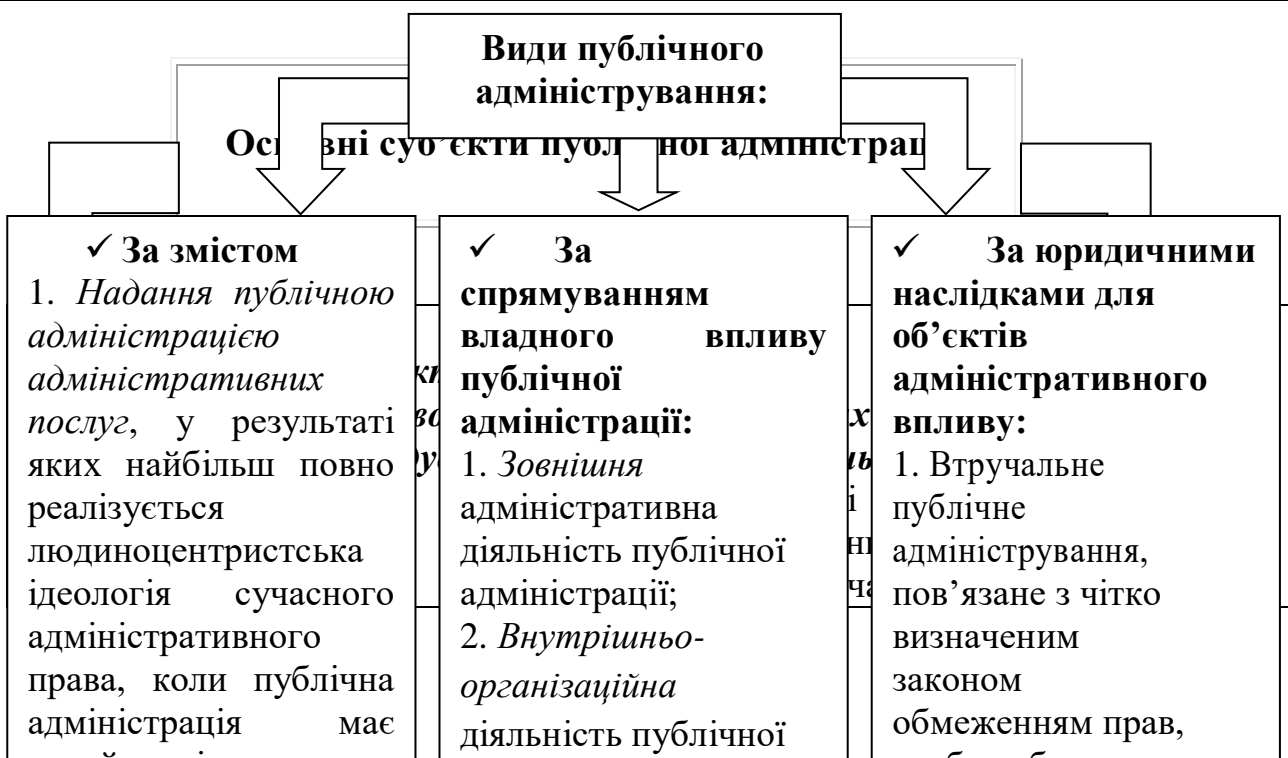 Види публічного
адміністрування:
✓ За змістом
1. Надання публічною
адміністрацією
адміністративних
послуг, у результаті
яких найбільш повно
реалізується
людиноцентристська
ідеологія сучасного
адміністративного
права, коли публічна
адміністрація має
✓ За
спрямуванням
владного впливу
публічної
адміністрації:
1. Зовнішня
адміністративна
діяльність публічної
адміністрації;
2. Внутрішньо-
організаційна
діяльність публічної
✓ За юридичними
наслідками для
об’єктів
адміністративного
впливу:
1. Втручальне
публічне
адміністрування,
пов’язане з чітко
визначеним
законом
обмеженням прав,